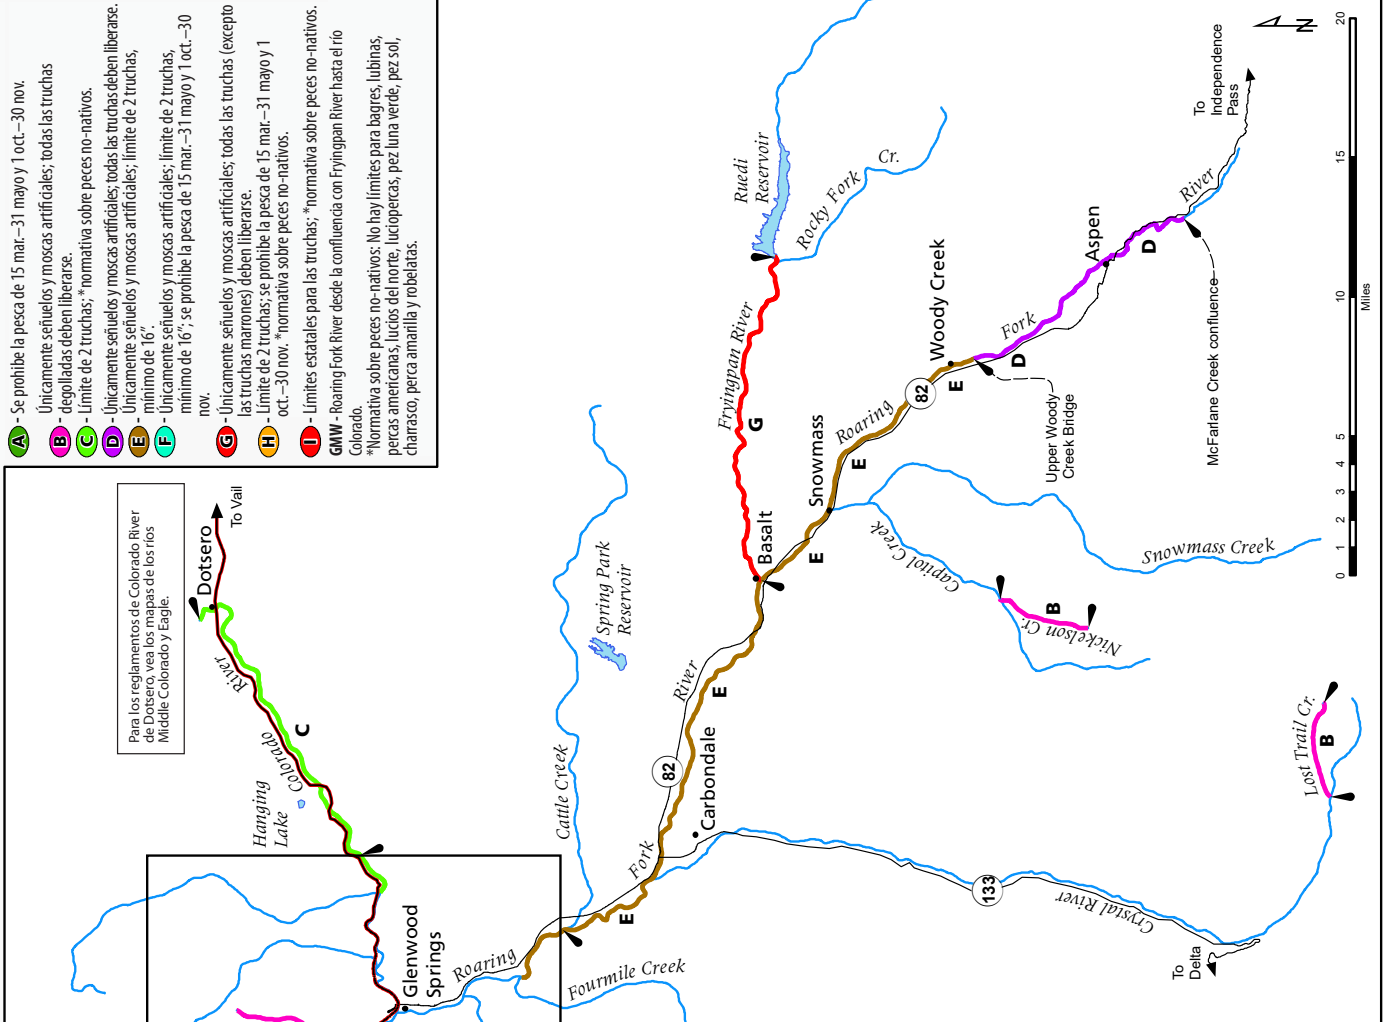 A - Se prohibe la pesca de 15 mar.–31 mayo y 1 oct.–30 nov.
B - Únicamente señuelos y moscas artificiales; todas las truchas
degolladas deben liberarse.
C - Límite de 2 truchas; *normativa sobre peces no-nativos.
D - Únicamente señuelos y moscas artificiales; todas las truchas deben liberarse.
E - Únicamente señuelos y moscas artificiales; límite de 2 truchas,
mínimo de 16”.
F - Únicamente señuelos y moscas artificiales; límite de 2 truchas,
mínimo de 16”; se prohibe la pesca de 15 mar.–31 mayo y 1 oct.–30
nov.
G - Únicamente señuelos y moscas artificiales; todas las truchas (excepto
las truchas marrones) deben liberarse.
H - Límite de 2 truchas; se prohibe la pesca de 15 mar.–31 mayo y 1
oct.–30 nov. *normativa sobre peces no-nativos.
I - Límites estatales para las truchas; *normativa sobre peces no-nativos.
GMW - Roaring Fork River desde la confluencia con Fryingpan River hasta el río
Colorado.
*Normativa sobre peces no-nativos: No hay límites para bagres, lubinas,
percas americanas, lucios del norte, luciopercas, pez luna verde, pez sol,
charrasco, perca amarilla y robaletas.
Para los reglamentos de Colorado River
de Dotsero, vea los mapas de los ríos
Middle Colorado y Eagle.
Dotsero
To Vail
River
Colorado
C
Hanging
Lake
Glenwood
Springs
Roaring
Fourmile Creek
E
Fork
Cattle Creek
Spring Park
Reservoir
82
River
Carbondale
E
133
Crystal River
To
Delta
Basalt
E
Snowmass
Fryingpan River
G
Ruedi
Reservoir
Rocky Fork
Cr.
Roaring
E
82
E
Woody Creek
Fork
D
Aspen
D
River
To
Independence
Pass
Upper Woody
Creek Bridge
McFarlane Creek confluence
Capitol Creek
Snowmass Creek
Nickelson Cr.
B
Lost Trail Cr.
B
N
0
1
2
3
4
5
10
15
20
Miles